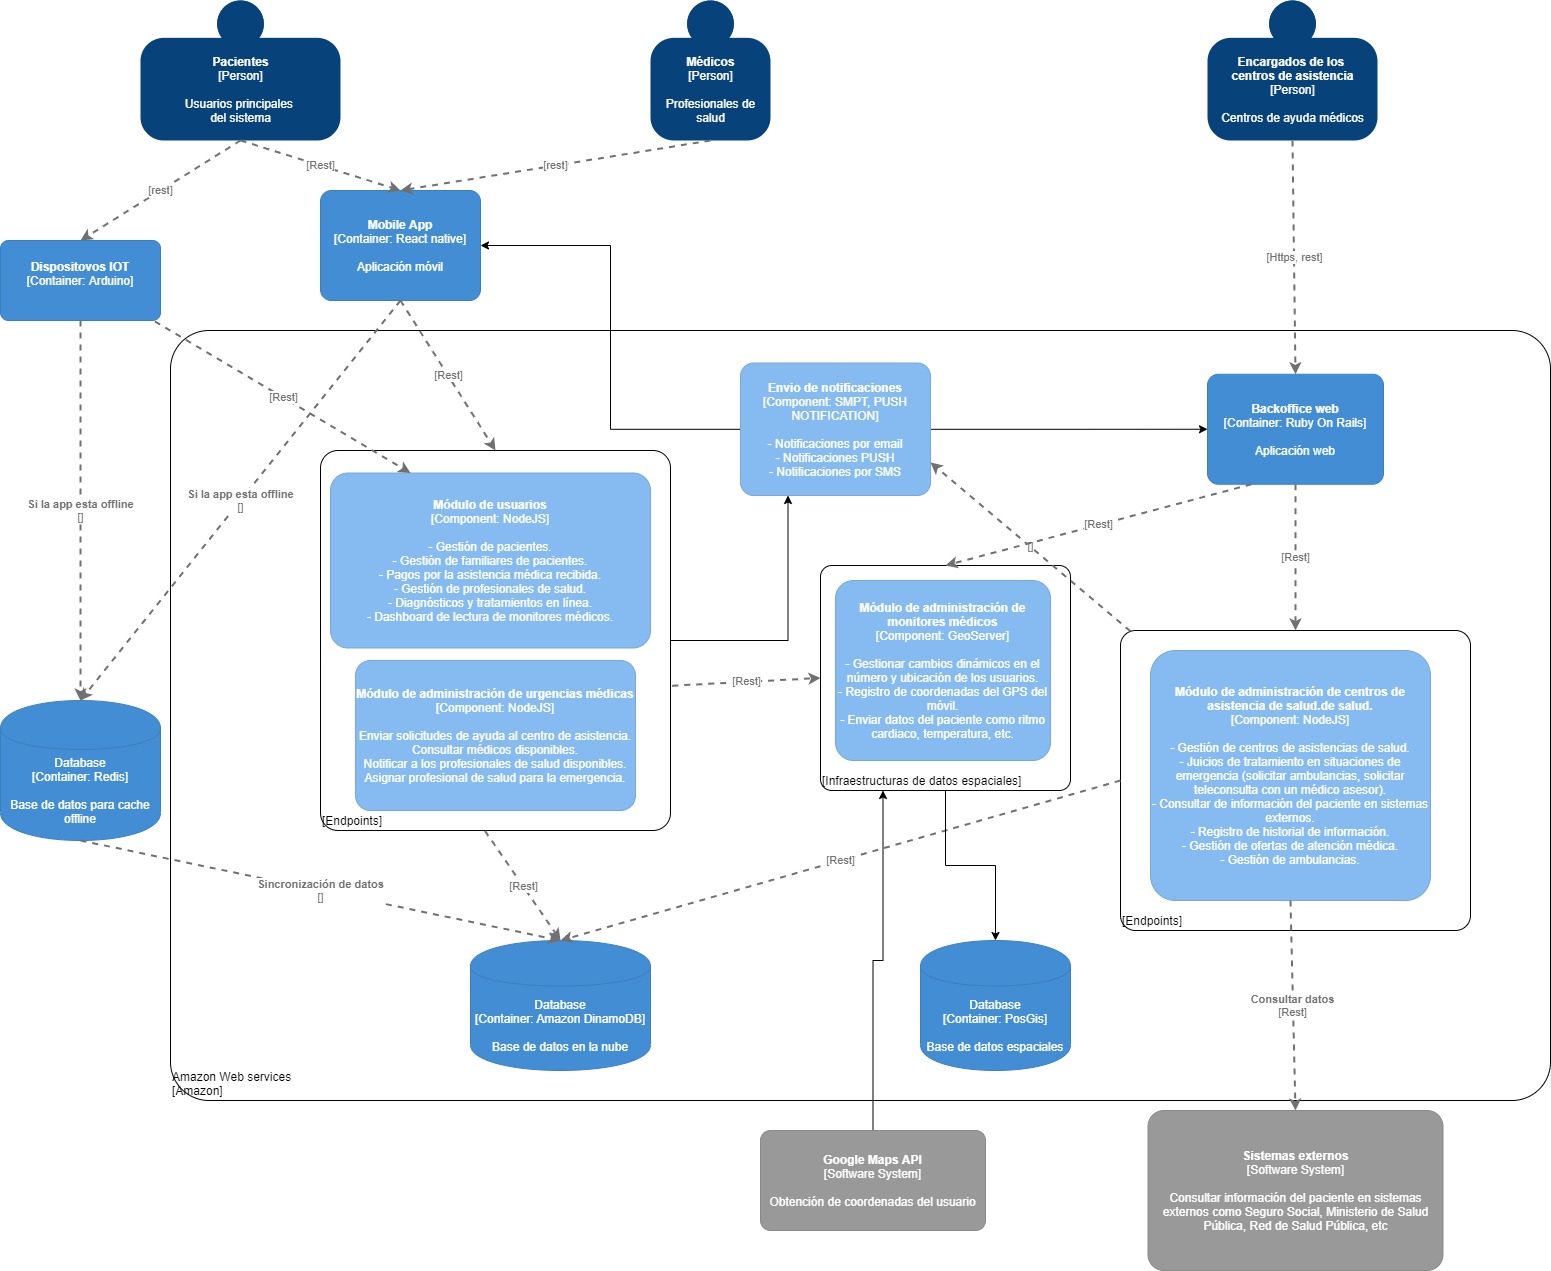 Pacientes
[Person]
Usuarios principales
del sistema
Médicos
[Person]
Profesionales de
salud
Encargados de los
centros de asistencia
[Person]
Centros de ayuda médicos
[rest]
[Rest]
[rest]
[Https, rest]
Mobile App
[Container: React native]
Aplicación móvil
Dispositovos IOT
[Container: Arduino]
[Rest]
[Rest]
Envio de notificaciones
[Component: SMPT, PUSH
NOTIFICATION]
- Notificaciones por email
- Notificaciones PUSH
- Notificaciones por SMS
Backoffice web
[Container: Ruby On Rails]
Aplicación web
Si la app esta offline
[]
Si la app esta offline
[]
[Rest]
[]
[Rest]
Módulo de usuarios
[Component: NodeJS]
- Gestión de pacientes.
- Gestión de familiares de pacientes.
- Pagos por la asistencia médica recibida.
- Gestión de profesionales de salud.
- Diagnósticos y tratamientos en línea.
- Dashboard de lectura de monitores médicos.
Módulo de administración de urgencias médicas
[Component: NodeJS]
Enviar solicitudes de ayuda al centro de asistencia.
Consultar médicos disponibles.
Notificar a los profesionales de salud disponibles.
Asignar profesional de salud para la emergencia.
[Endpoints]
[Rest]
Módulo de administración de
monitores médicos
[Component: GeoServer]
- Gestionar cambios dinámicos en el
número y ubicación de los usuarios.
- Registro de coordenadas del GPS del
móvil.
- Enviar datos del paciente como ritmo
cardiaco, temperatura, etc.
[Infraestructuras de datos espaciales]
Módulo de administración de centros de
asistencia de salud.de salud.
[Component: NodeJS]
- Gestión de centros de asistencias de salud.
- Juicios de tratamiento en situaciones de
emergencia (solicitar ambulancias, solicitar
teleconsulta con un médico asesor).
- Consultar de información del paciente en sistemas
externos.
- Registro de historial de información.
- Gestión de ofertas de atención médica.
- Gestión de ambulancias.
[Endpoints]
Database
[Container: Redis]
Base de datos para cache
offline
Sincronización de datos
[]
[Rest]
[Rest]
Database
[Container: Amazon DinamoDB]
Base de datos en la nube
Database
[Container: PosGis]
Base de datos espaciales
Consultar datos
[Rest]
Amazon Web services
[Amazon]
Google Maps API
[Software System]
Obtención de coordenadas del usuario
Sistemas externos
[Software System]
Consultar información del paciente en sistemas
externos como Seguro Social, Ministerio de Salud
Pública, Red de Salud Pública, etc